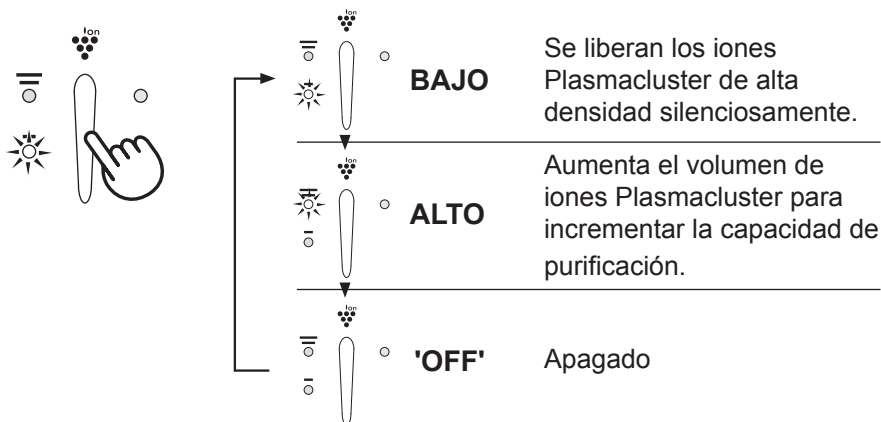 ion
ion
BAJO
Se liberan los iones
Plasmacluster de alta
densidad silenciosamente.
ion
ALTO
Aumenta el volumen de
iones Plasmacluster para
incrementar la capacidad de
purificación.
ion
'OFF'
Apagado